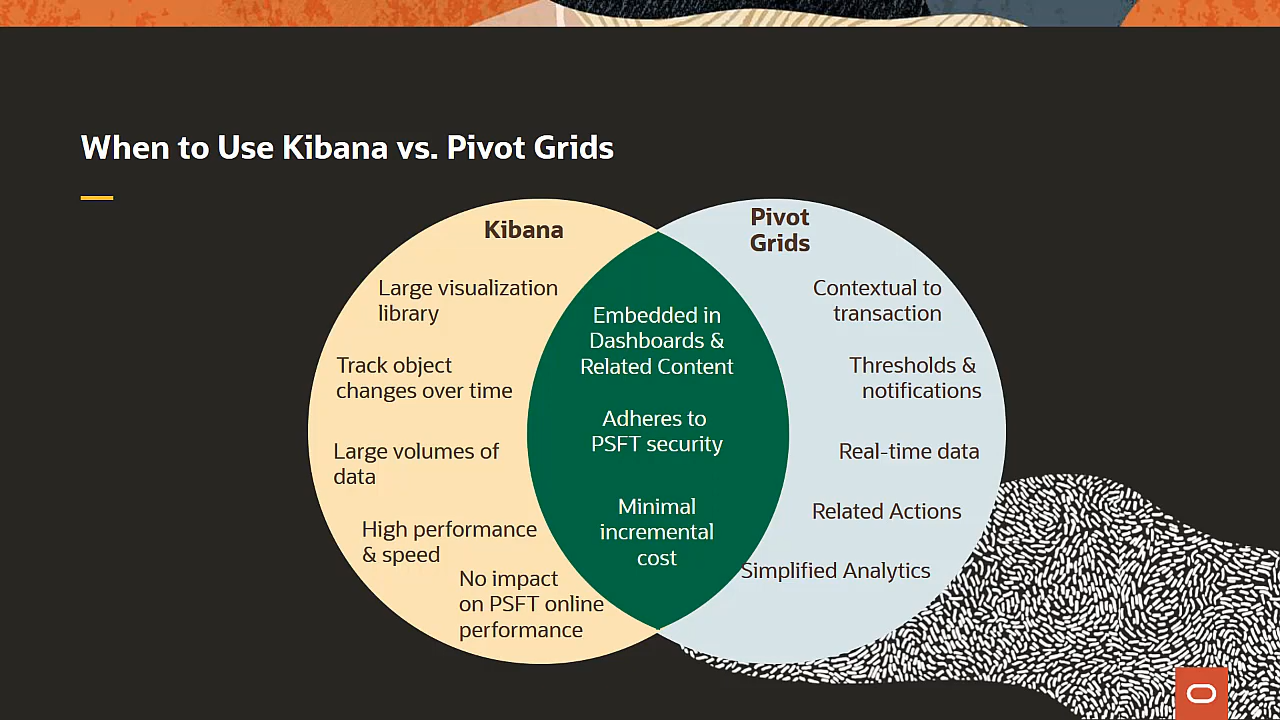 When to Use Kibana vs. Pivot Grids
Kibana
Large visualization
library
Track object
changes over time
Large volumes of
data
High performance
& speed
No impact
on PSFT online
performance
Embedded in
Dashboards &
Related Content
Adheres to
PSFT security
Minimal
incremental
cost
Pivot
Grids
Contextual to
transaction
Thresholds &
notifications
Real-time data
Related Actions
Simplified Analytics